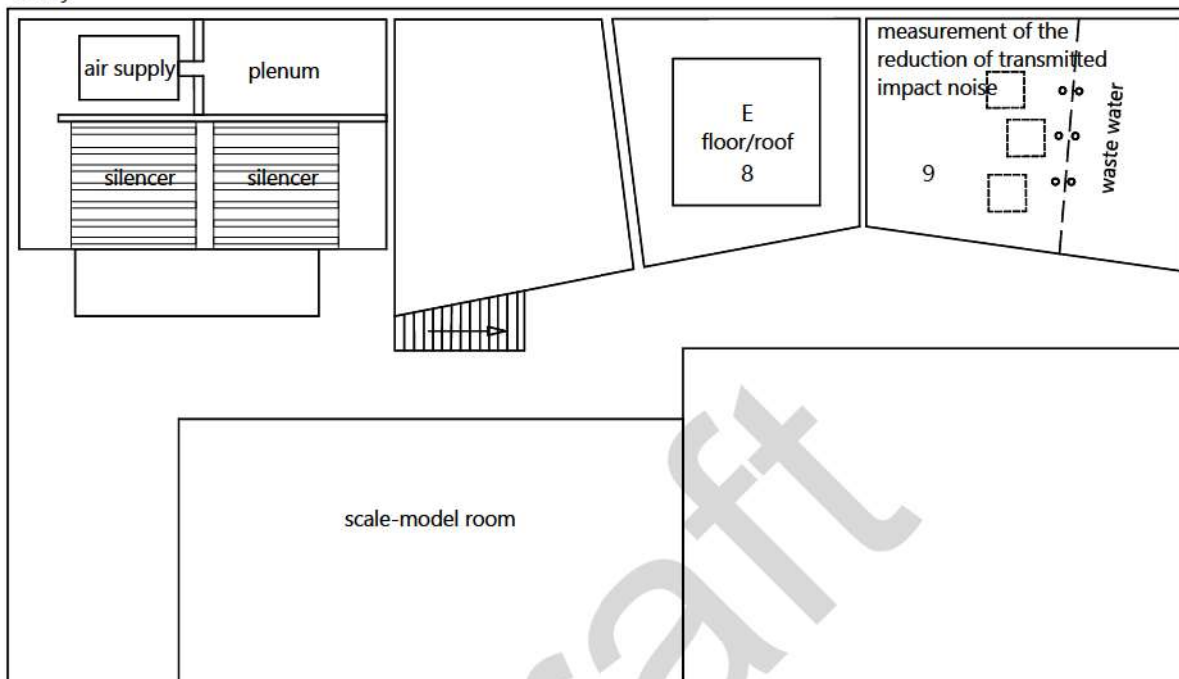 air supply
plenum
silencer
silencer
E
floor/roof
8
measurement of the
reduction of transmitted
impact noise
9
waste water
scale-model room